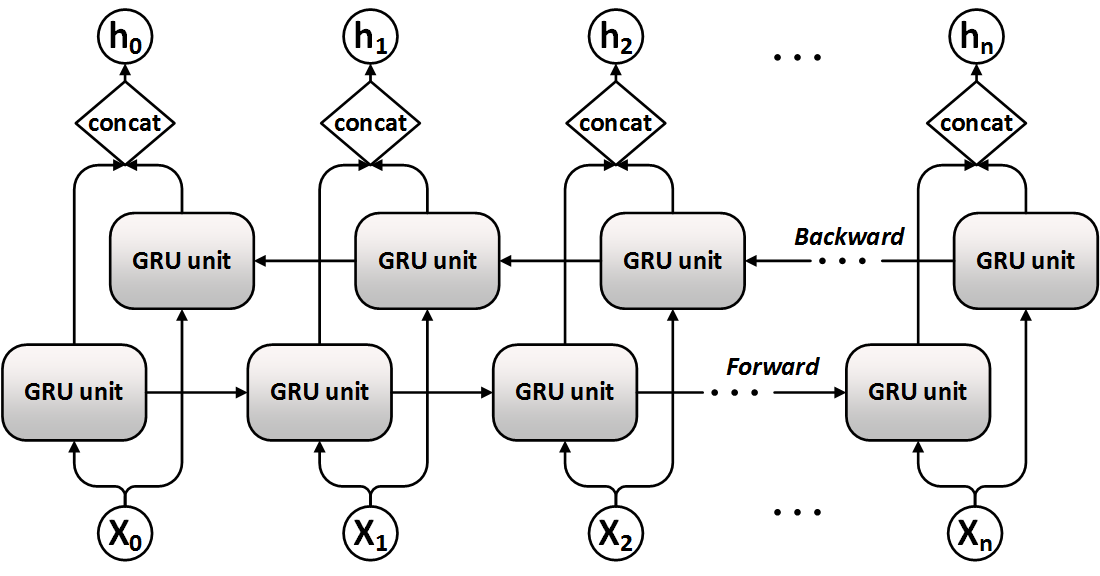 h0 h1 h2 ... hn
concat concat concat concat
Backward
GRU unit GRU unit GRU unit ... GRU unit
Forward
GRU unit GRU unit GRU unit ... GRU unit
X0 X1 X2 ... Xn